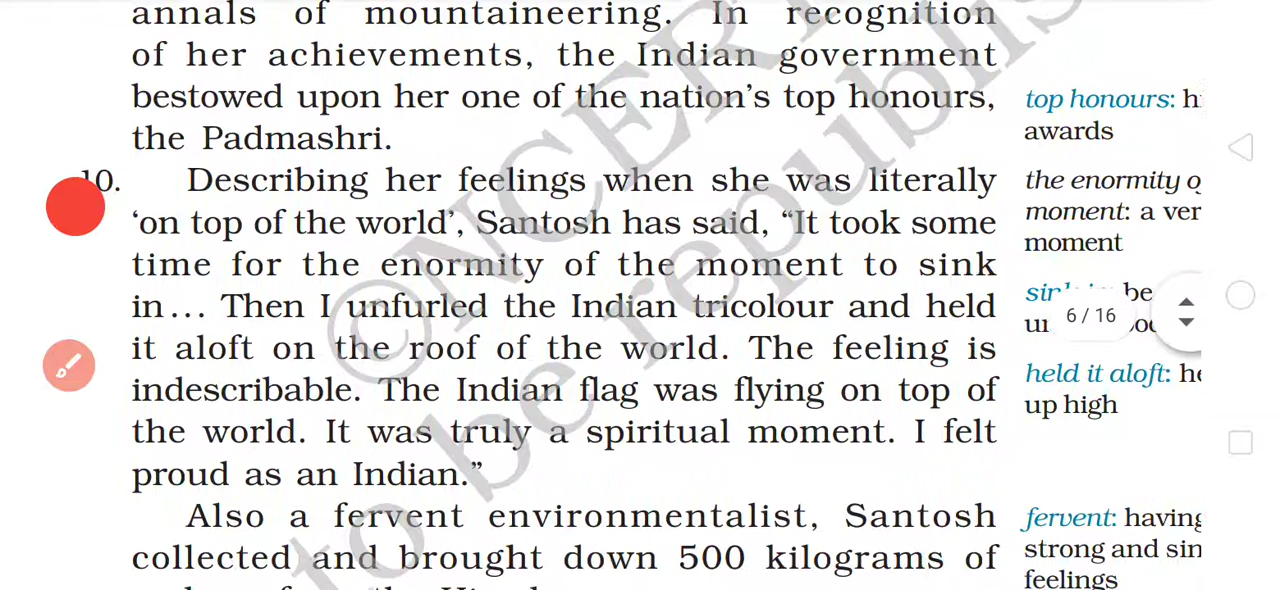 annals of mountaineering. In recognition
of her achievements, the Indian government
bestowed upon her one of the nation's top honours,
the Padmashri.
10. Describing her feelings when she was literally
'on top of the world', Santosh has said, "It took some
time for the enormity of the moment to sink
in... Then I unfurled the Indian tricolour and held
it aloft on the roof of the world. The feeling is
indescribable. The Indian flag was flying on top of
the world. It was truly a spiritual moment. I felt
proud as an Indian."
Also a fervent environmentalist, Santosh
collected and brought down 500 kilograms of
top honours:
awards
the enormity
moment: a
moment
6 / 16
held it aloft:
up high
fervent: having
strong and
feelings
©NCERT
to be